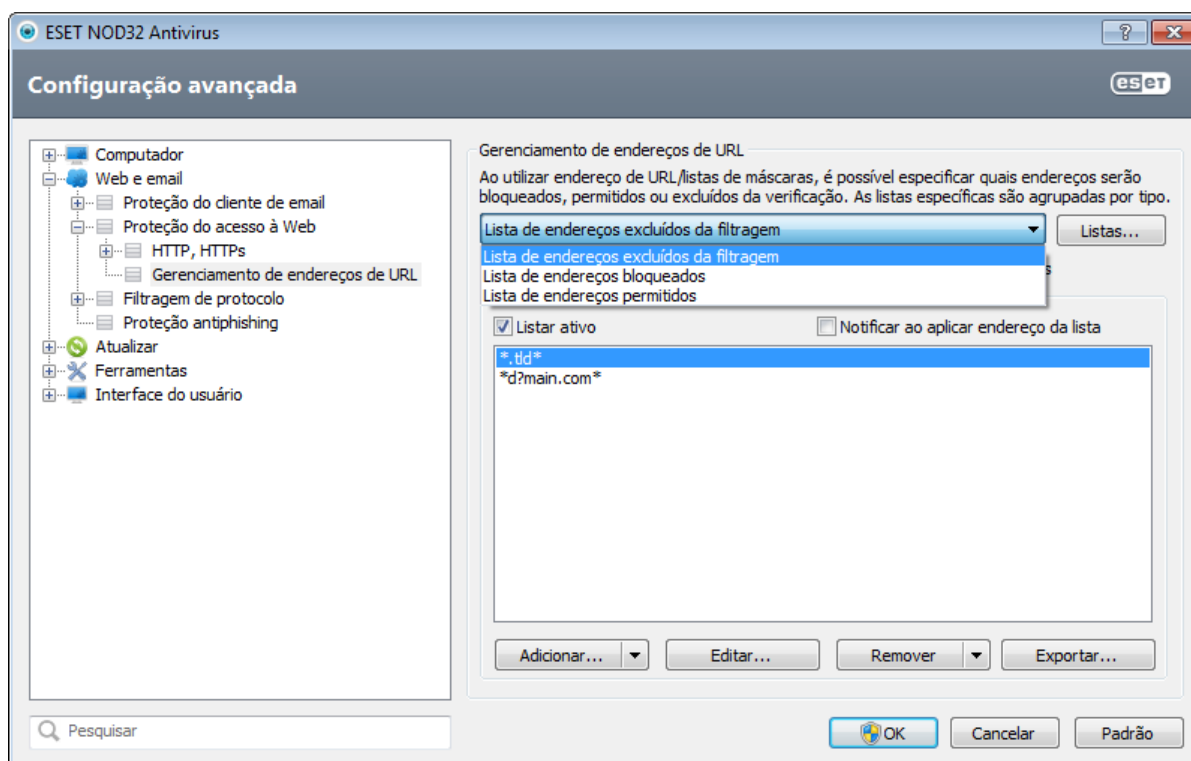 ESET NOD32 Antivirus
?
Configuração avançada
eseT
Computador
Web e email
Proteção do cliente de email
Proteção do acesso à Web
HTTP, HTTPs
Gerenciamento de endereços de URL
Filtragem de protocolo
Proteção antiphishing
Atualizar
Ferramentas
Interface do usuário
Pesquisar
Gerenciamento de endereços de URL
Ao utilizar endereço de URL/listas de máscaras, é possível especificar quais endereços serão
bloqueados, permitidos ou excluídos da verificação. As listas específicas são agrupadas por tipo.
Lista de endereços excluídos da filtragem
Listas...
Lista de endereços excluídos da filtragem
Lista de endereços bloqueados
Lista de endereços permitidos
Listar ativo
Notificar ao aplicar endereço da lista
*.tld*
*d?main.com*
Adicionar...
Editar...
Remover
Exportar...
OK
Cancelar
Padrão